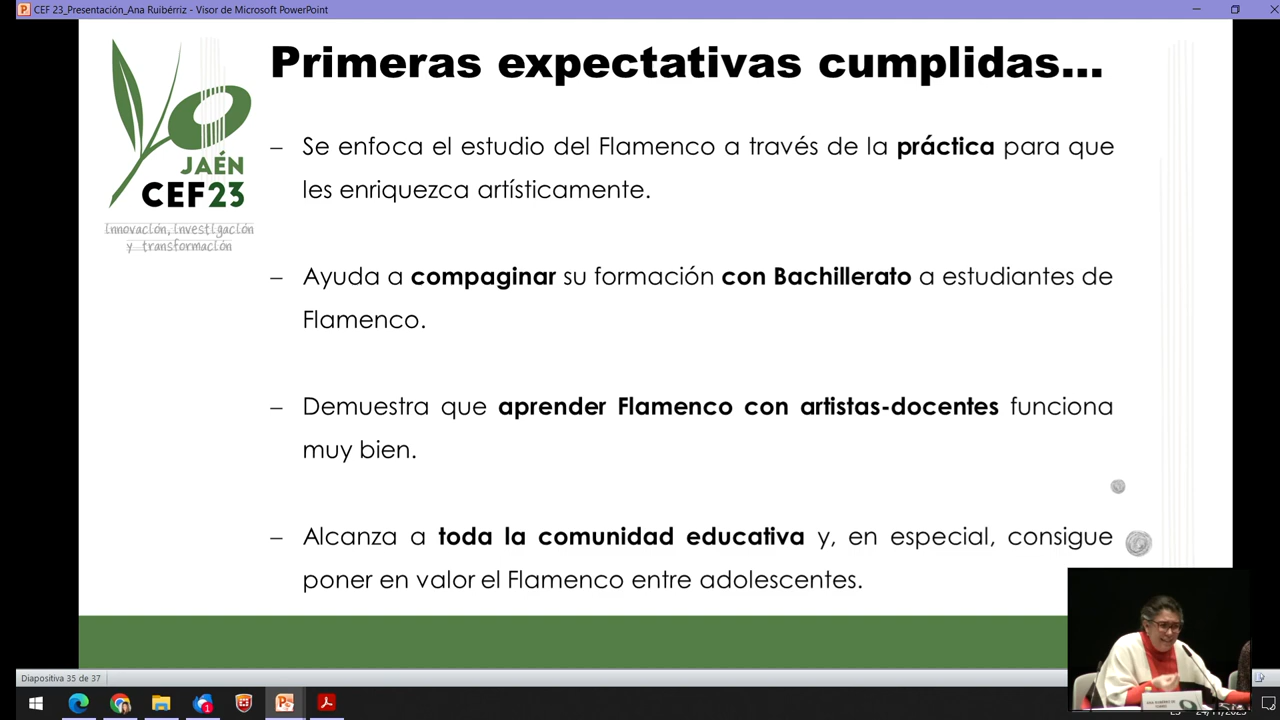 CEF 23_Presentación_Ana Ruibérriz - Visor de Microsoft PowerPoint
JAÉN
CEF23
innovación, investigación
y transformación
Primeras expectativas cumplidas...
– Se enfoca el estudio del Flamenco a través de la práctica para que
les enriquezca artísticamente.
– Ayuda a compaginar su formación con Bachillerato a estudiantes de
Flamenco.
– Demuestra que aprender Flamenco con artistas-docentes funciona
muy bien.
– Alcanza a toda la comunidad educativa y, en especial, consigue
poner en valor el Flamenco entre adolescentes.
Diapositiva 35 de 37